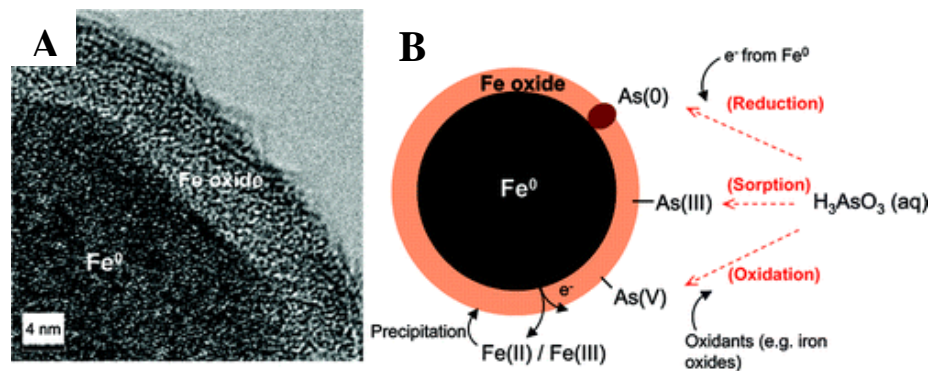 A
Fe oxide
Fe⁰
4 nm
B
Fe oxide
Fe⁰
As(0)
e⁻ from Fe⁰
(Reduction)
(Sorption)
As(III)
H₃AsO₃ (aq)
(Oxidation)
As(V)
e⁻
Precipitation
Fe(II) / Fe(III)
Oxidants (e.g. iron
oxides)